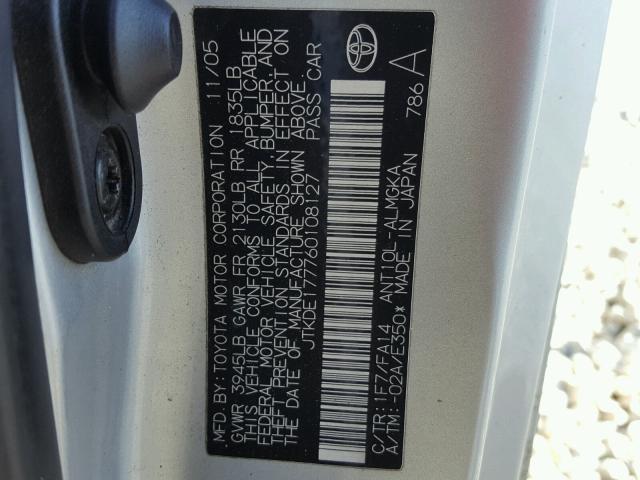 MFD. BY: TOYOTA MOTOR CORPORATION 11/05
GVWR 3945LB GAWR FR 2130LB RR 1835LB
THIS VEHICLE CONFORMS TO ALL APPLICABLE
FEDERAL MOTOR VEHICLE SAFETY, BUMPER, AND
THEFT PREVENTION STANDARDS IN EFFECT ON
THE DATE OF MANUFACTURE SHOWN ABOVE.
JTKDE177760108127 PASS CAR
C/TR: 1F7/FA14 ANT10L-ALMGKA
A/TM: -02A/E350* MADE IN JAPAN
786 A